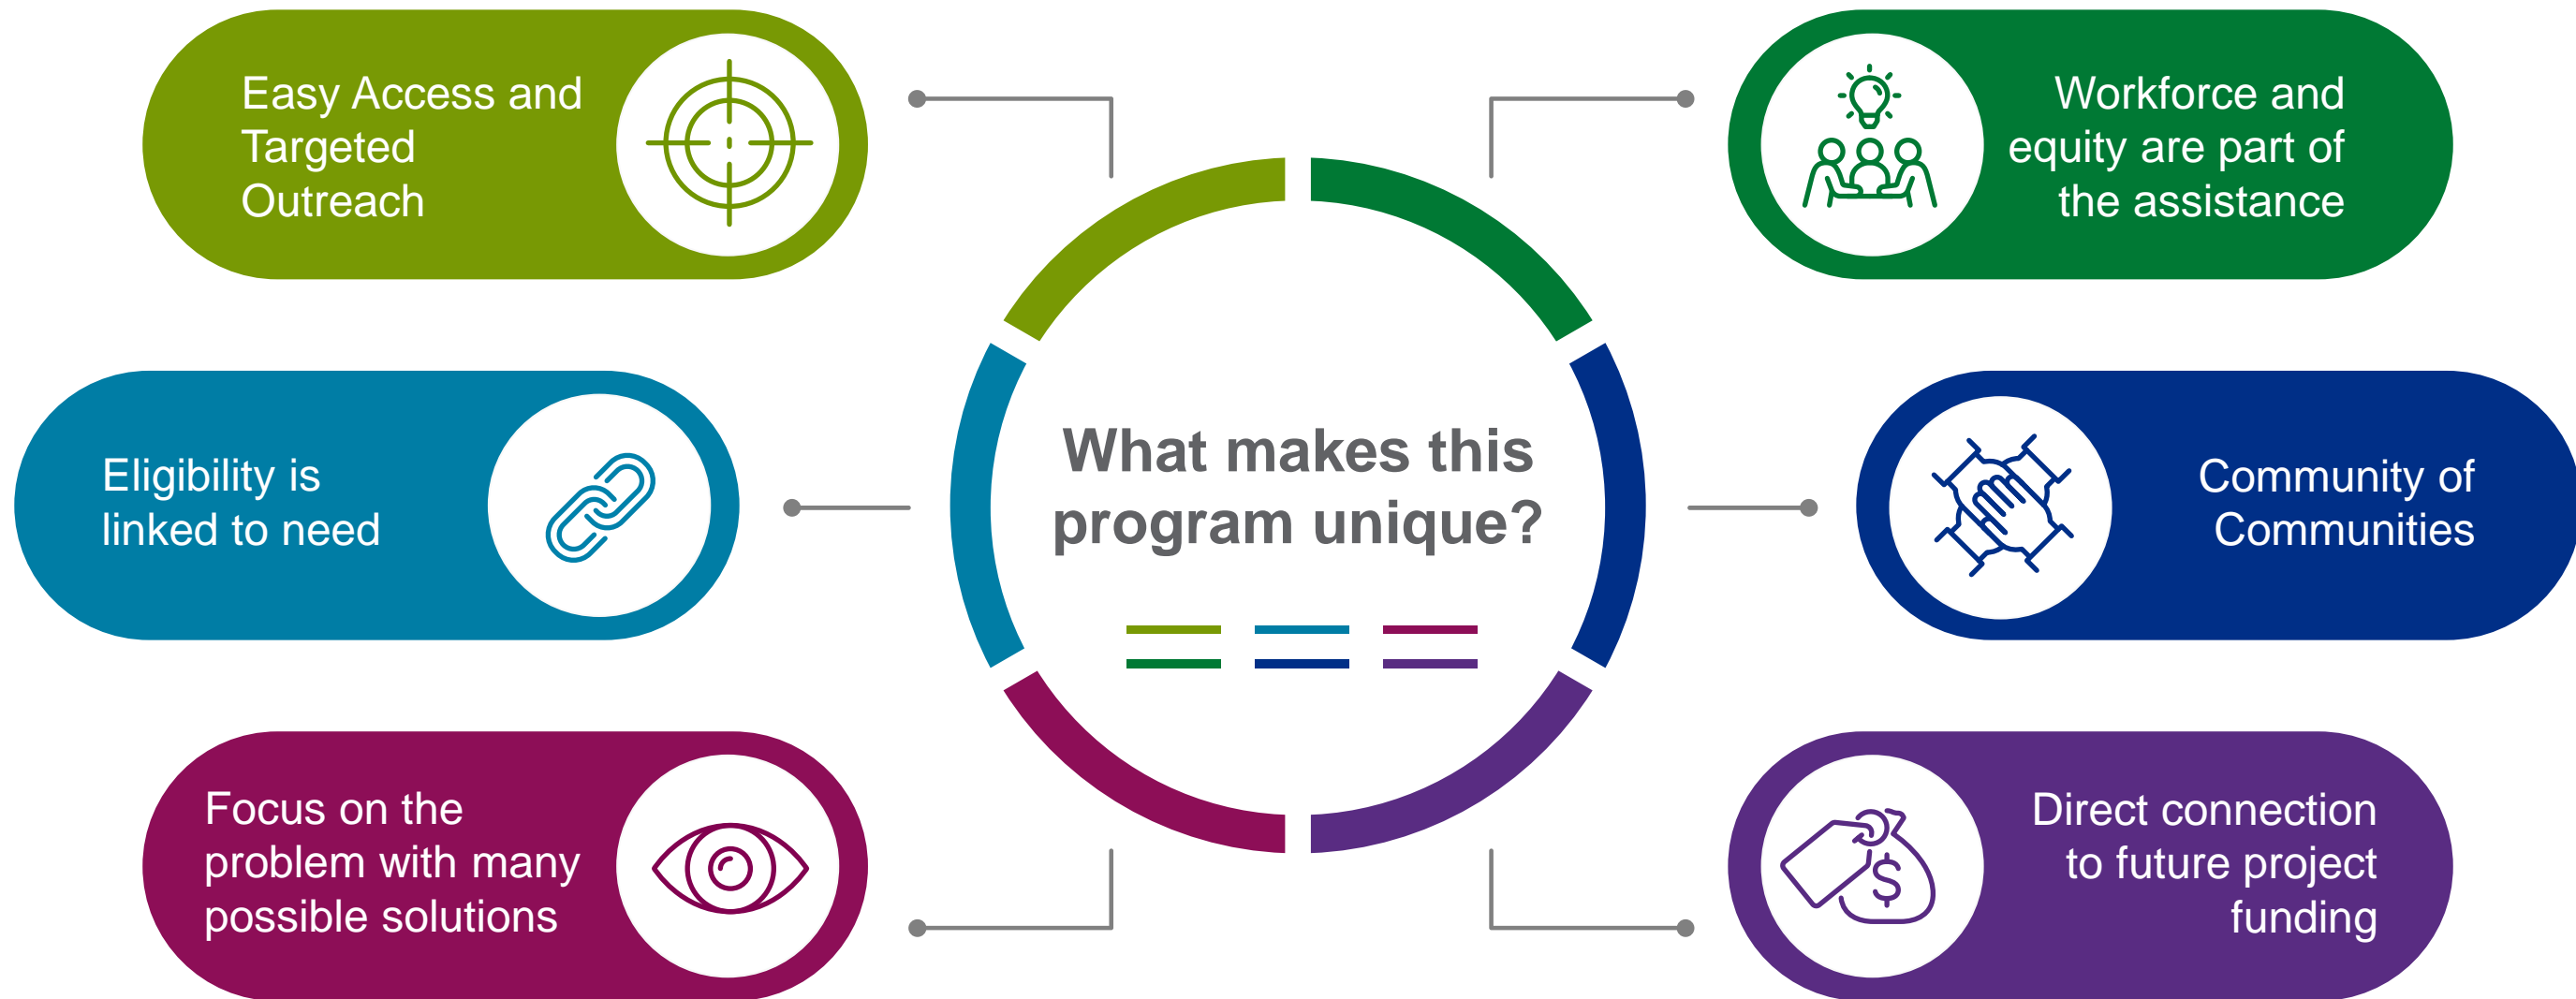 Easy Access and
Targeted
Outreach
Eligibility is
linked to need
Focus on the
problem with many
possible solutions
What makes this
program unique?
Workforce and
equity are part of
the assistance
Community of
Communities
Direct connection
to future project
funding
$